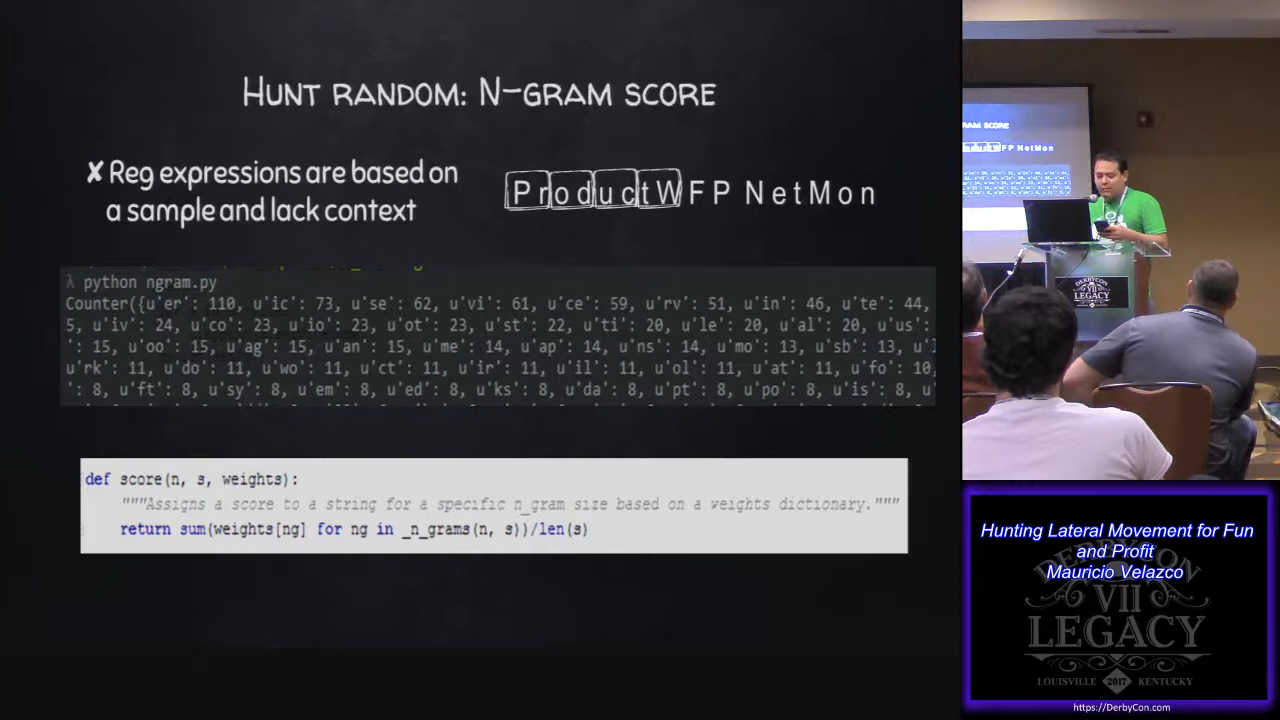 Hunt random: N-gram score
✘ Reg expressions are based on
a sample and lack context
ProductWFP NetMon
λ python ngram.py
Counter({u'er': 110, u'ic': 73, u'se': 62, u'vi': 61, u'ce': 59, u'rv': 51, u'in': 46, u'te': 44,
5, u'iv': 24, u'co': 23, u'io': 23, u'ot': 23, u'st': 22, u'ti': 20, u'le': 20, u'al': 20, u'us':
': 15, u'oo': 15, u'ag': 15, u'an': 15, u'me': 14, u'ap': 14, u'ns': 14, u'mo': 13, u'sb': 13,
u'rk': 11, u'do': 11, u'wo': 11, u'ct': 11, u'ir': 11, u'il': 11, u'ol': 11, u'at': 11, u'fo': 10,
': 8, u'ft': 8, u'sy': 8, u'em': 8, u'ed': 8, u'ks': 8, u'da': 8, u'pt': 8, u'po': 8, u'is': 8,
def score(n, s, weights):
"""Assigns a score to a string for a specific n_gram size based on a weights dictionary."""
return sum(weights[ng] for ng in _n_grams(n, s))/len(s)
GRAM SCORE
FP NetMon
DERBYCON
LEGACY
Hunting Lateral Movement for Fun
and Profit
Mauricio Velazco
DERBYCON
VII
LEGACY
LOUISVILLE 2017 KENTUCKY
https://DerbyCon.com